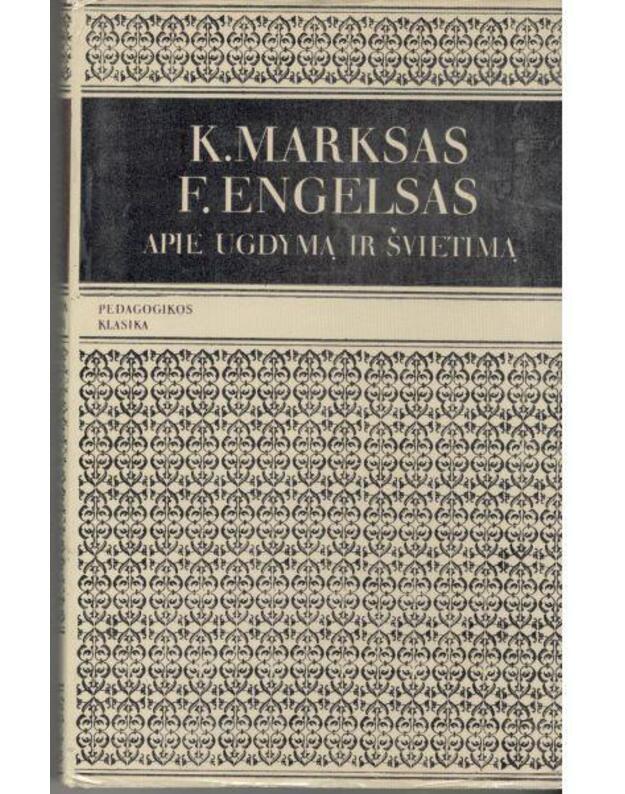 K. MARKSAS
F. ENGELSAS
APIE UGDYMĄ IR ŠVIETIMĄ
PEDAGOGIKOS
KLASIKA